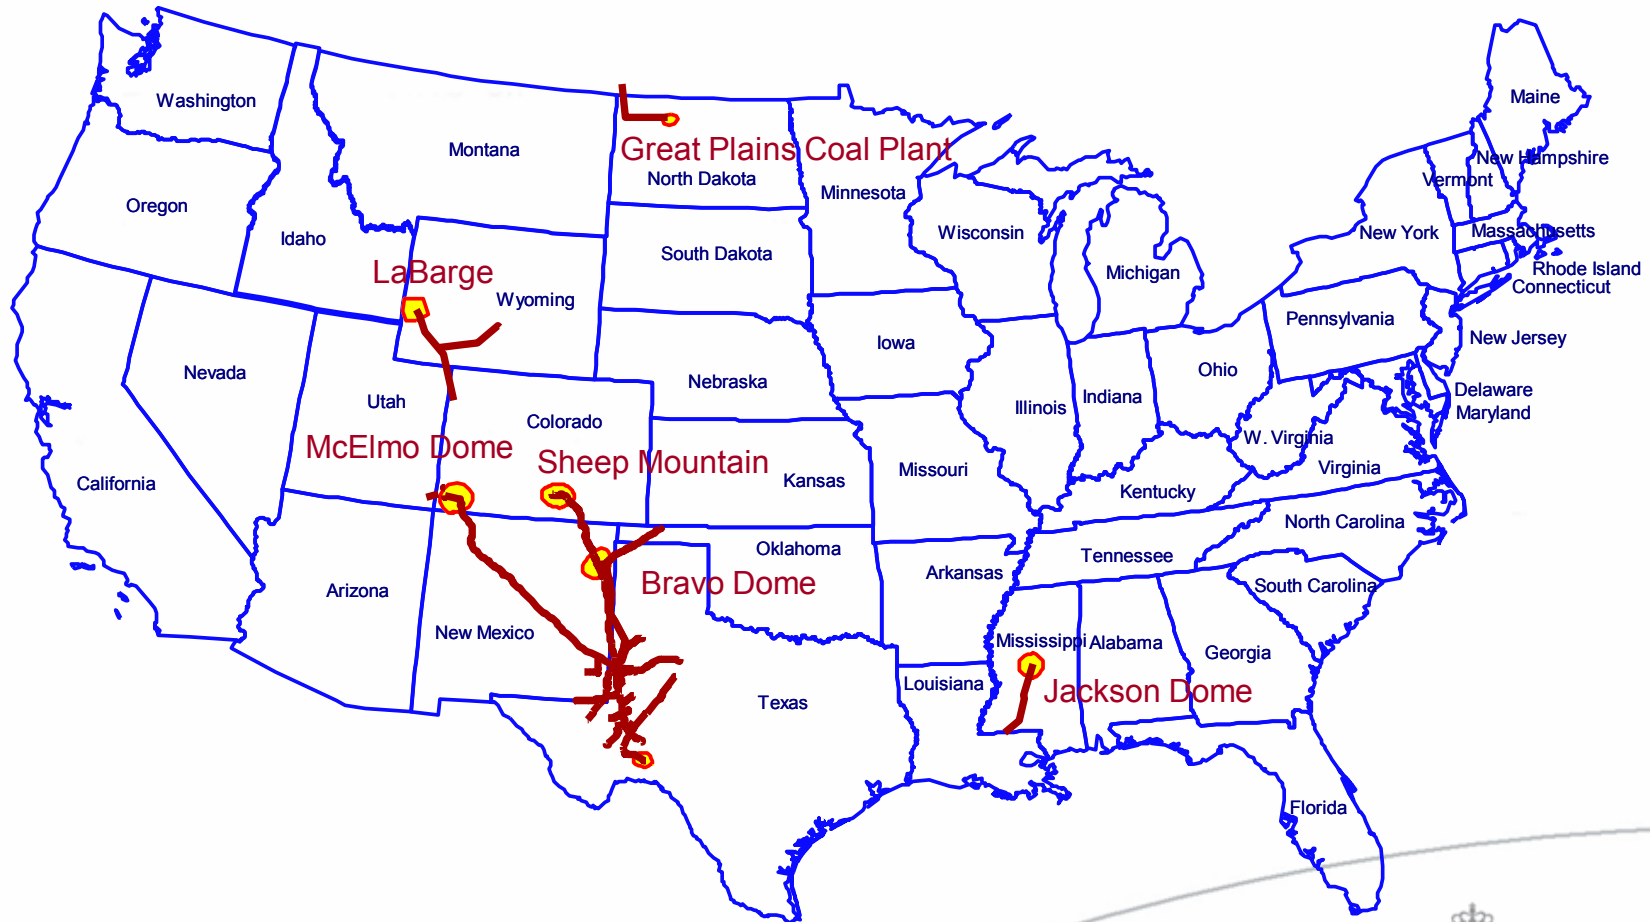 Maine
Washington
Montana
Great Plains Coal Plant
New Hampshire
North Dakota
Vermont
Minnesota
Oregon
Idaho
Wisconsin
New York
Massachusetts
South Dakota
LaBarge
Michigan
Rhode Island
Connecticut
Wyoming
Pennsylvania
New Jersey
Iowa
Nevada
Nebraska
Ohio
Utah
Indiana
Delaware
Illinois
Maryland
Colorado
W. Virginia
McElmo Dome
Sheep Mountain
Missouri
Virginia
California
Kansas
Kentucky
North Carolina
Oklahoma
Tennessee
Arkansas
Bravo Dome
South Carolina
Arizona
New Mexico
Mississippi
Alabama
Georgia
Louisiana
Jackson Dome
Texas
Florida